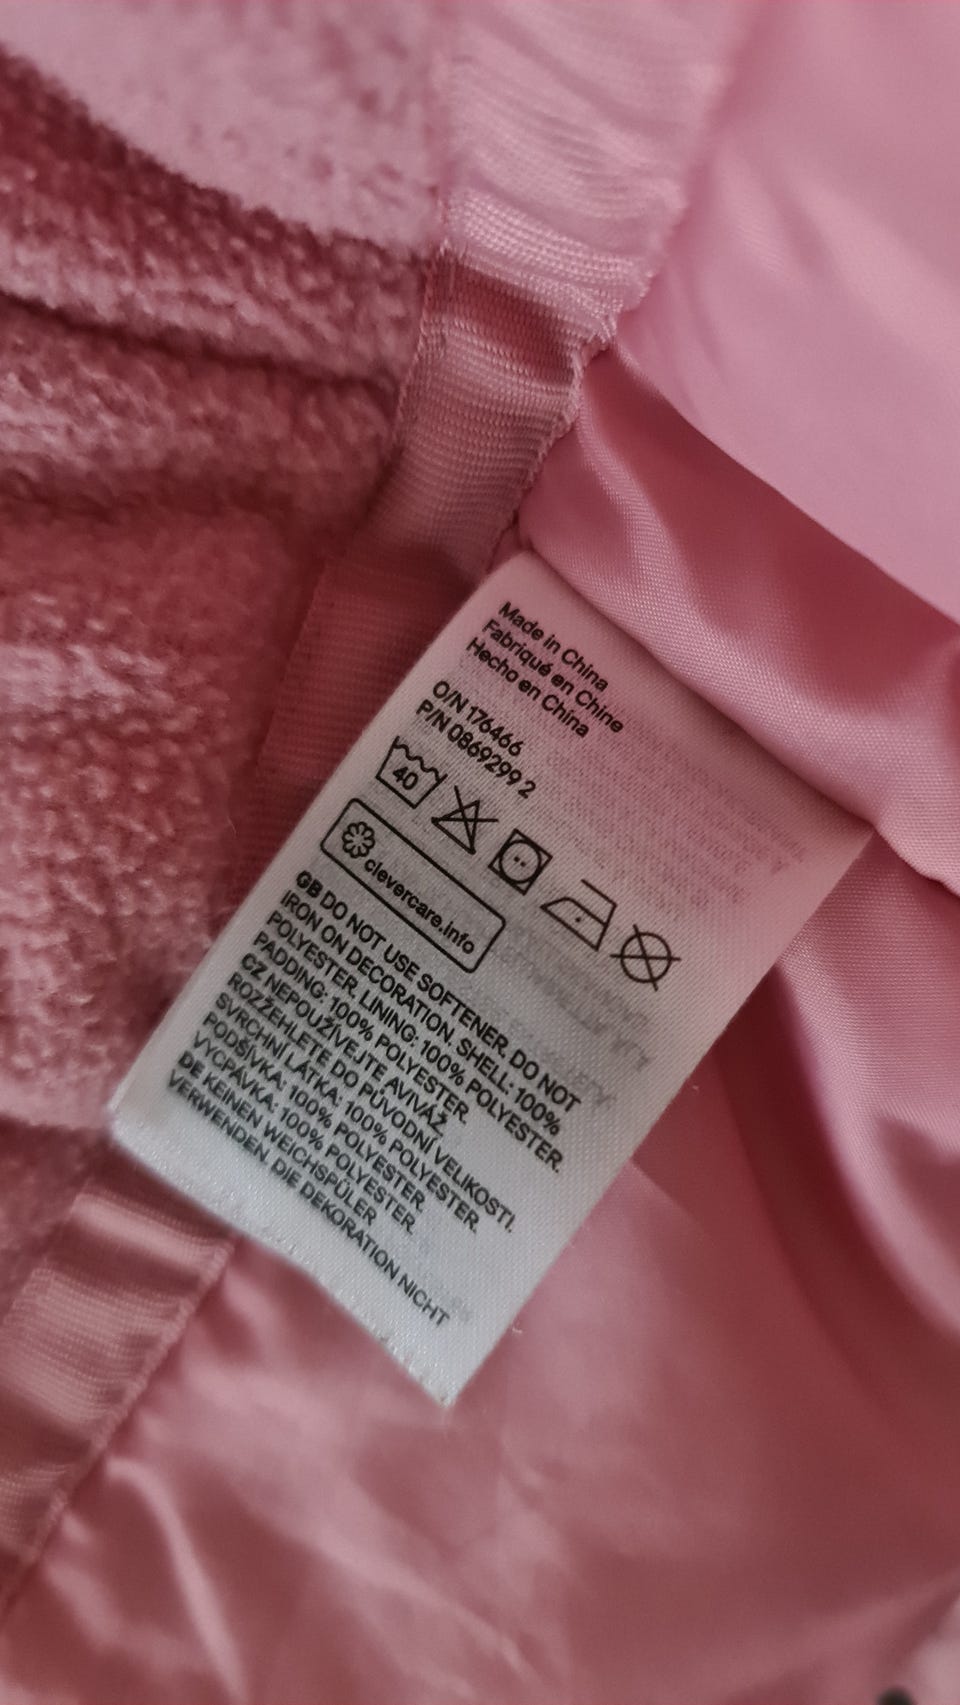 Made in China
Fabriqué en Chine
Hecho en China
O/N 176466
P/N 0869299 2
40
clevercare.info
GB DO NOT USE SOFTENER, DO NOT
IRON ON DECORATION, SHELL: 100%
POLYESTER, LINING: 100% POLYESTER.
PADDING: 100% POLYESTER.
CZ NEPOUŽÍVEJTE AVIVÁŽ,
ROZŽEHLETE DO PŮVODNÍ VELIKOSTI.
SVRCHNÍ LÁTKA: 100% POLYESTER.
PODŠÍVKA: 100% POLYESTER.
VYCPÁVKA: 100% POLYESTER.
DE KEINEN WEICHSPÜLER
VERWENDEN. DIE DEKORATION NICHT